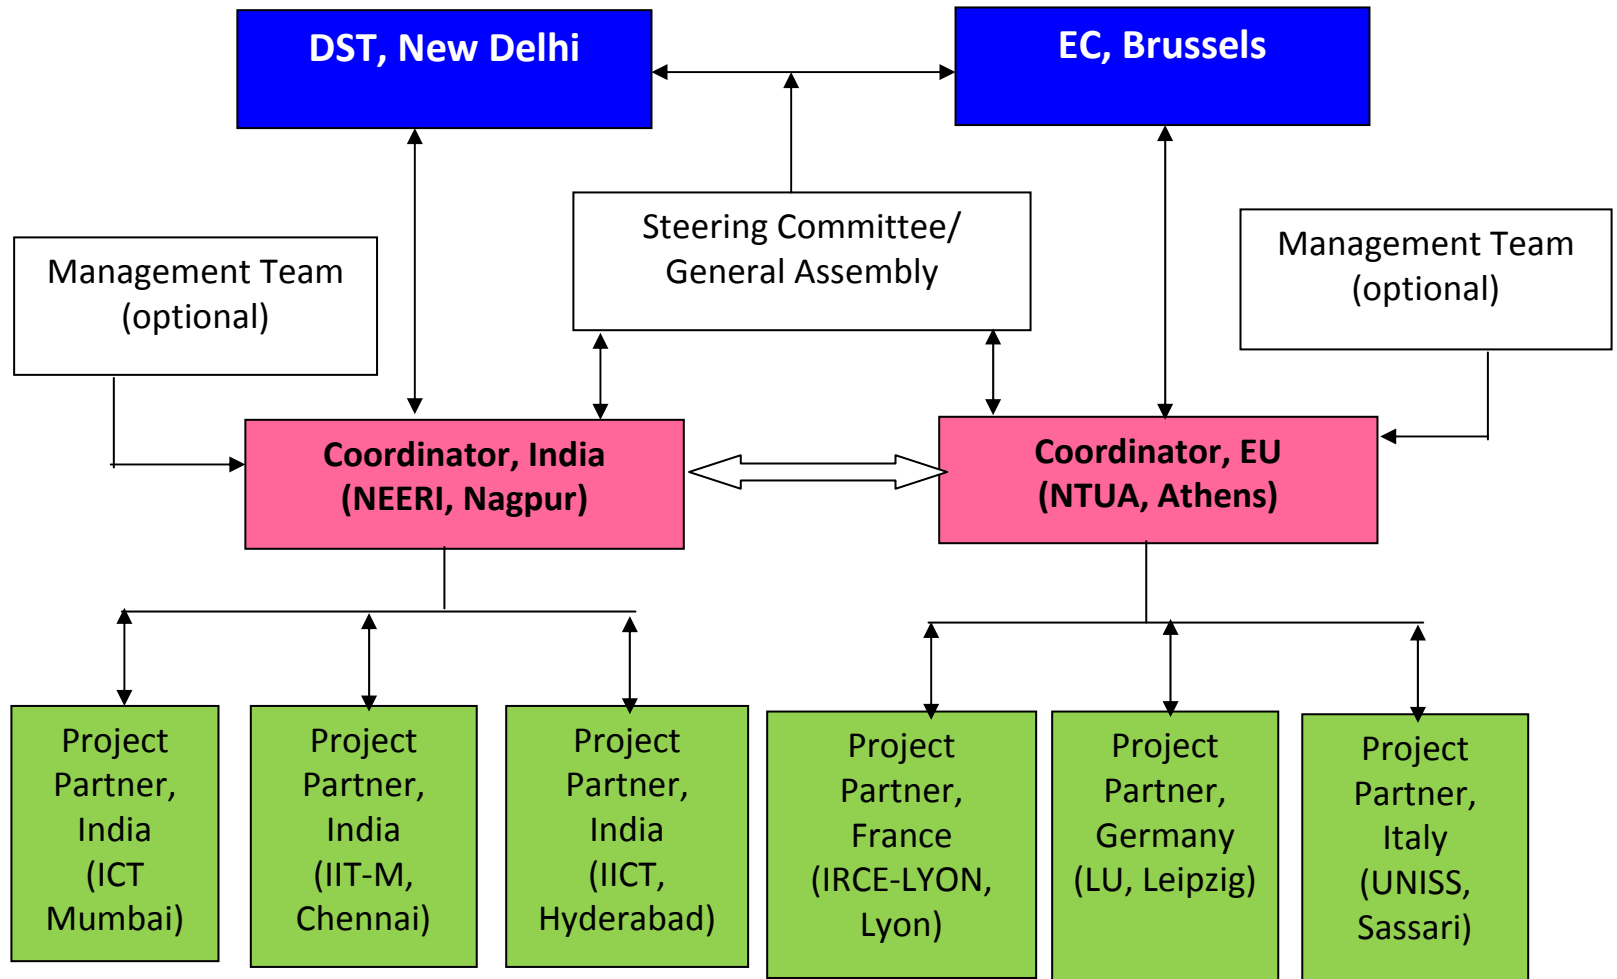 DST, New Delhi
EC, Brussels
Steering Committee/
General Assembly
Management Team
(optional)
Management Team
(optional)
Coordinator, India
(NEERI, Nagpur)
Coordinator, EU
(NTUA, Athens)
Project
Partner,
India
(ICT
Mumbai)
Project
Partner,
India
(IIT-M,
Chennai)
Project
Partner,
India
(IICT,
Hyderabad)
Project
Partner,
France
(IRCE-LYON,
Lyon)
Project
Partner,
Germany
(LU, Leipzig)
Project
Partner,
Italy
(UNISS,
Sassari)